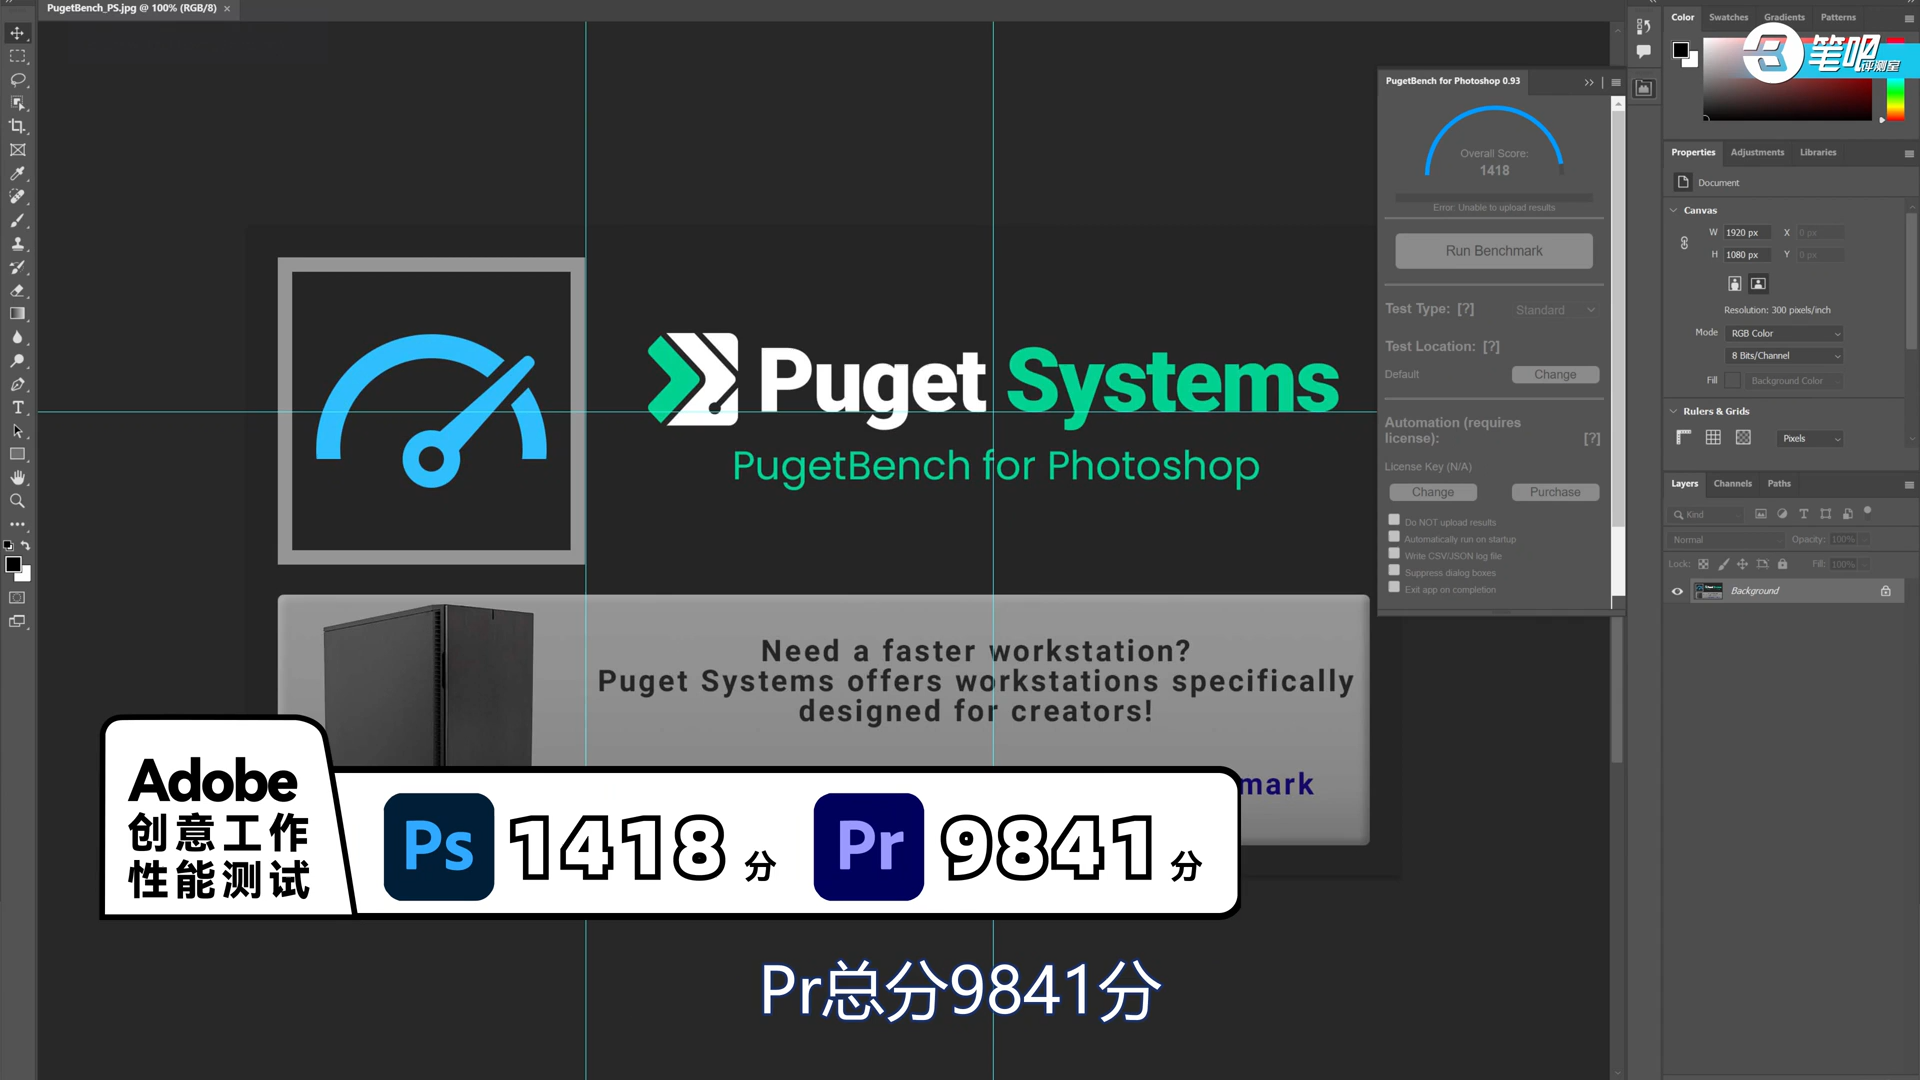 PugetBench_PS.jpg @ 100% (RGB/8) ×
Color Swatches Gradients Patterns
笔吧评测室
PugetBench for Photoshop 0.93
Overall Score:
1418
Error: Unable to upload results
Run Benchmark
Test Type: [?] Standard
Test Location: [?]
Default Change
Automation (requires license): [?]
License Key (N/A)
Change Purchase
Do NOT upload results
Automatically run on startup
Write CSV/JSON log file
Suppress dialog boxes
Exit app on completion
Properties Adjustments Libraries
Document
Canvas
W 1920 px X 0 px
H 1080 px Y 0 px
Resolution: 300 pixels/inch
Mode RGB Color
8 Bits/Channel
Fill Background Color
Rulers & Grids
Pixels
Layers Channels Paths
Kind
Normal Opacity: 100%
Lock: Fill: 100%
Background
Puget Systems
PugetBench for Photoshop
Need a faster workstation?
Puget Systems offers workstations specifically
designed for creators!
mark
Adobe
创意工作
性能测试
Ps 1418 分 Pr 9841 分
Pr总分9841分